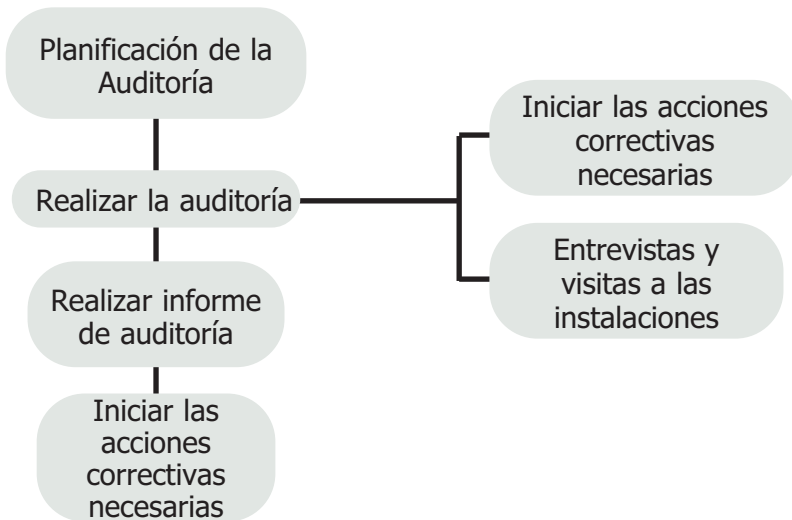 Planificación de la
Auditoría
Iniciar las acciones
correctivas
necesarias
Realizar la auditoría
Entrevistas y
visitas a las
instalaciones
Realizar informe
de auditoría
Iniciar las
acciones
correctivas
necesarias